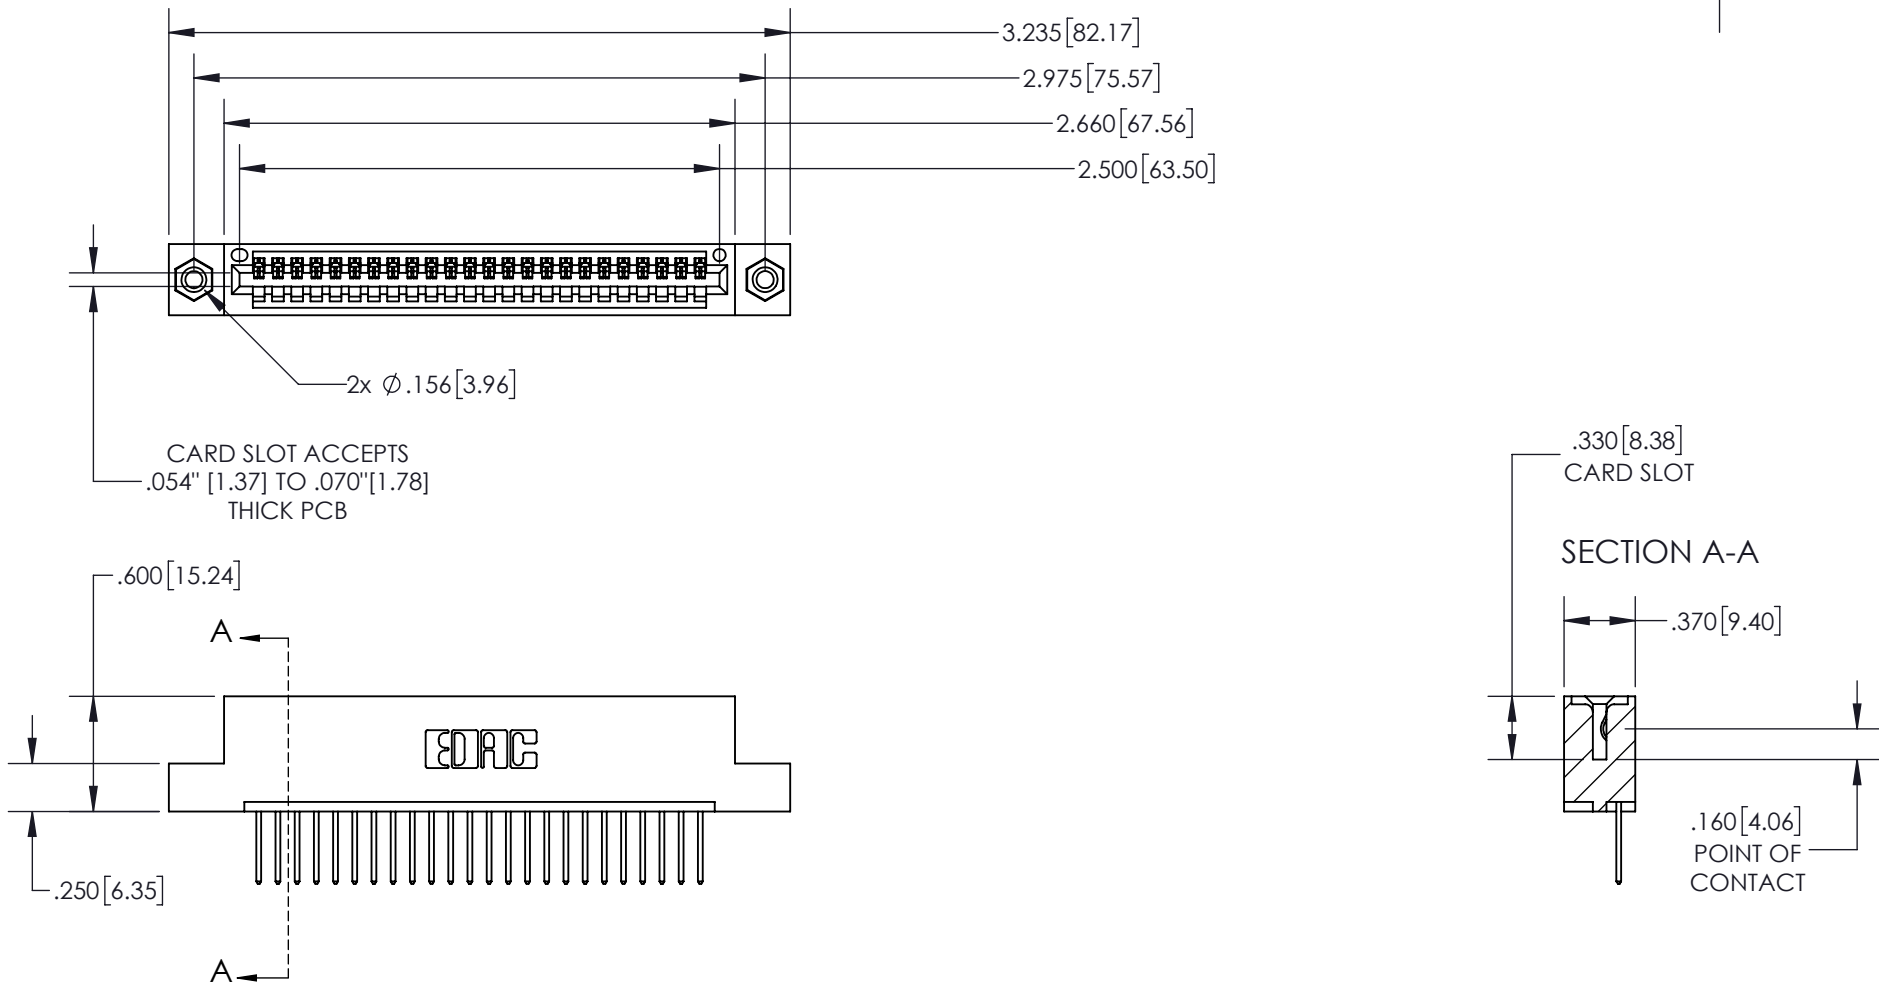 3.235[82.17]
2.975[75.57]
2.660[67.56]
2.500[63.50]
2x Ø.156[3.96]
CARD SLOT ACCEPTS
.054" [1.37] TO .070"[1.78]
THICK PCB
.330[8.38]
CARD SLOT
SECTION A-A
.600[15.24]
.370[9.40]
A
EDAC
.160[4.06]
POINT OF
CONTACT
.250[6.35]
A